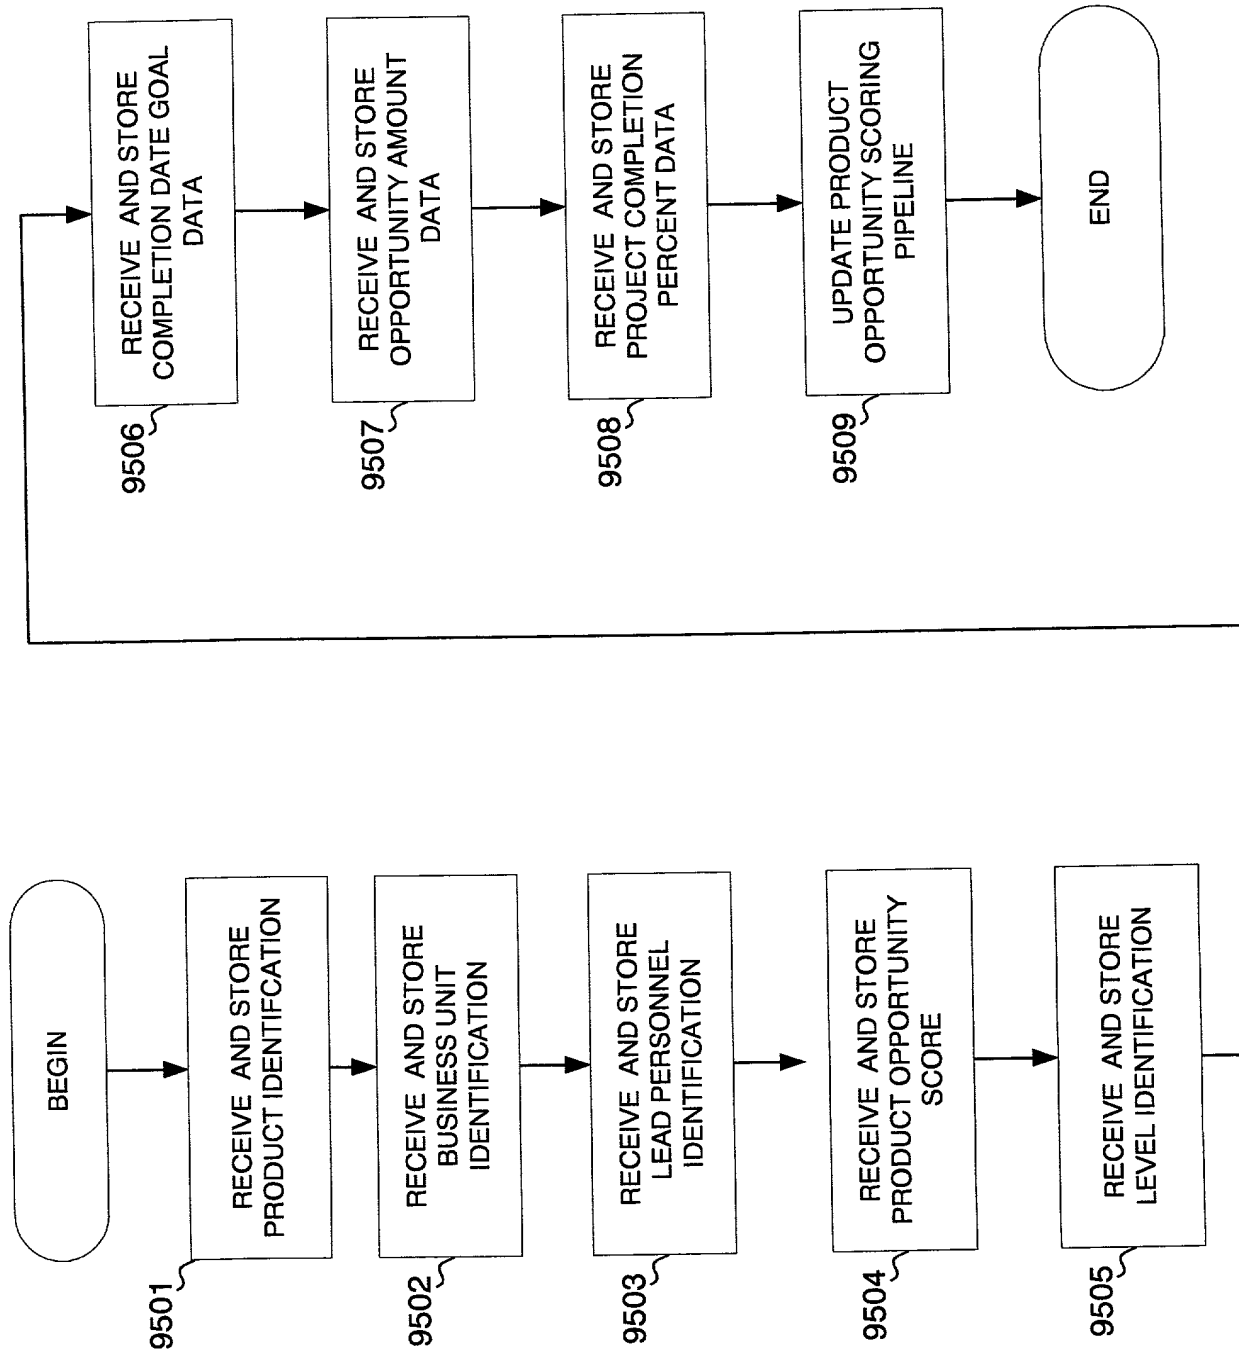 BEGIN
RECEIVE AND STORE
PRODUCT IDENTIFCATION
9501
RECEIVE AND STORE
BUSINESS UNIT
IDENTIFICATION
9502
RECEIVE AND STORE
LEAD PERSONNEL
IDENTIFICATION
9503
RECEIVE AND STORE
PRODUCT OPPORTUNITY
SCORE
9504
RECEIVE AND STORE
LEVEL IDENTIFICATION
9505
RECEIVE AND STORE
COMPLETION DATE GOAL
DATA
9506
RECEIVE AND STORE
OPPORTUNITY AMOUNT
DATA
9507
RECEIVE AND STORE
PROJECT COMPLETION
PERCENT DATA
9508
UPDATE PRODUCT
OPPORTUNITY SCORING
PIPELINE
9509
END